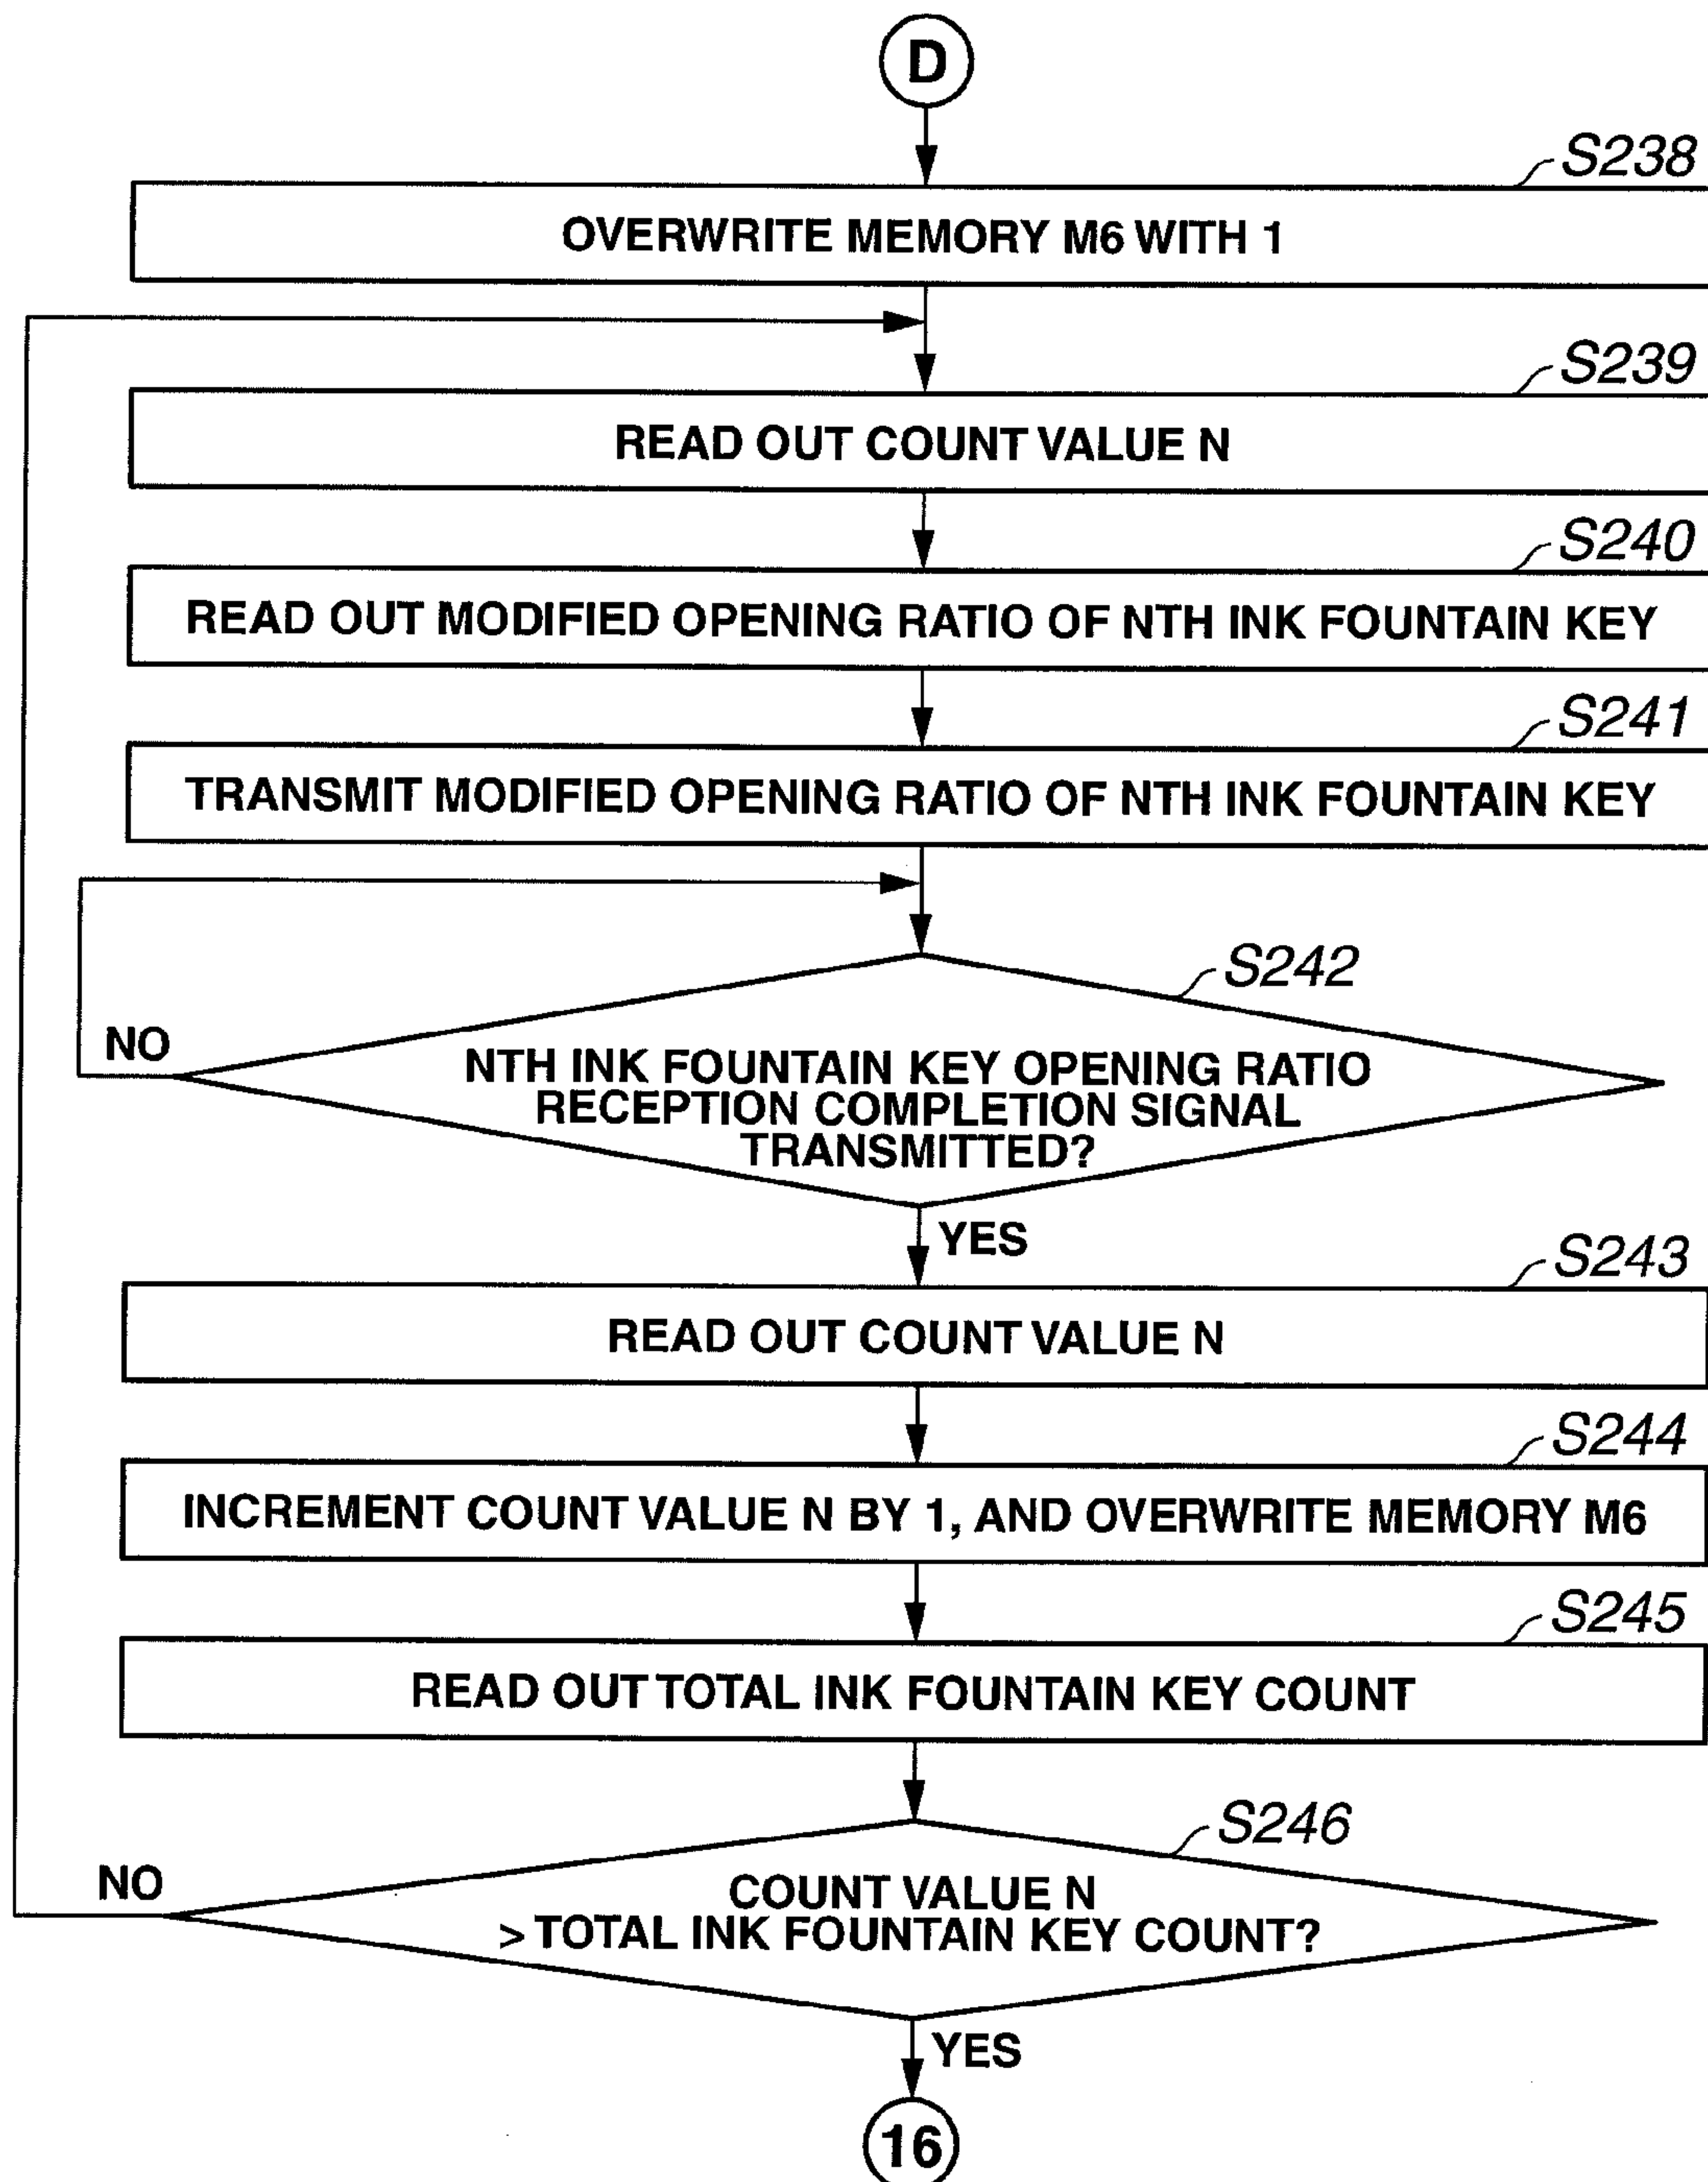 D
S238
OVERWRITE MEMORY M6 WITH 1
S239
READ OUT COUNT VALUE N
S240
READ OUT MODIFIED OPENING RATIO OF NTH INK FOUNTAIN KEY
S241
TRANSMIT MODIFIED OPENING RATIO OF NTH INK FOUNTAIN KEY
S242
NO
NTH INK FOUNTAIN KEY OPENING RATIO
RECEPTION COMPLETION SIGNAL
TRANSMITTED?
YES
S243
READ OUT COUNT VALUE N
S244
INCREMENT COUNT VALUE N BY 1, AND OVERWRITE MEMORY M6
S245
READ OUT TOTAL INK FOUNTAIN KEY COUNT
S246
NO
COUNT VALUE N
> TOTAL INK FOUNTAIN KEY COUNT?
YES
16